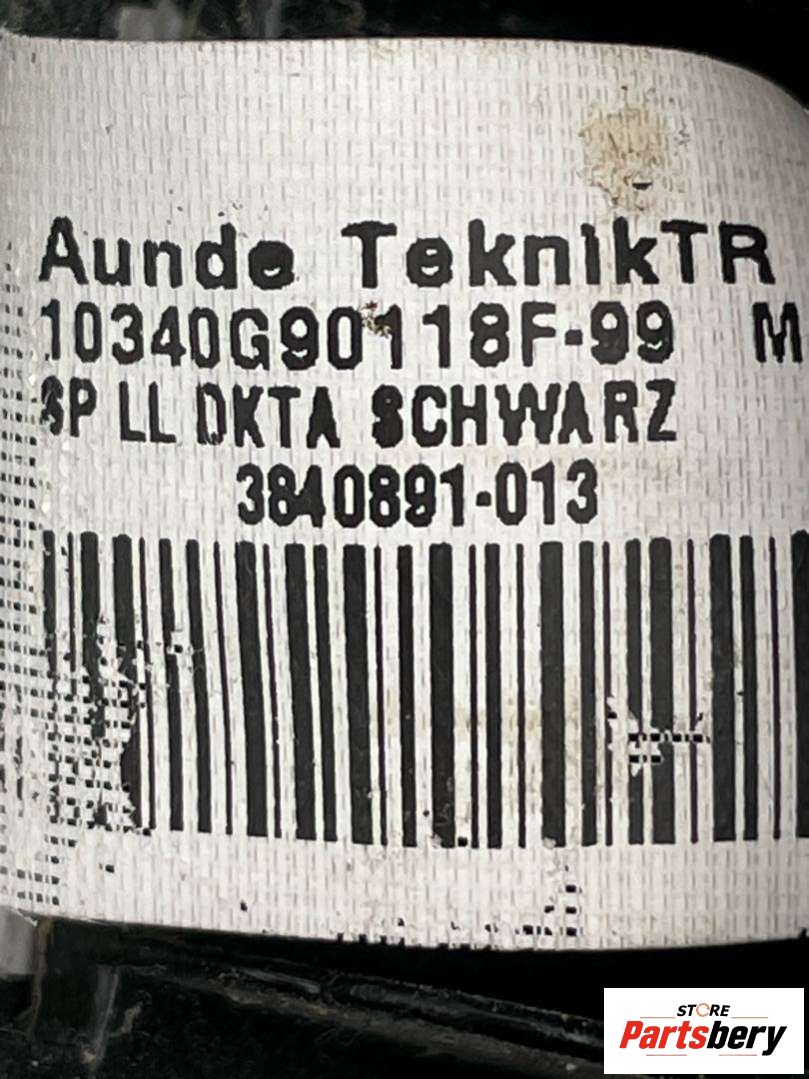 Aunde TeknikTR
10340G90118F-99 M
SP LL DKTA SCHWARZ
3840891-013
STORE
Partsbery